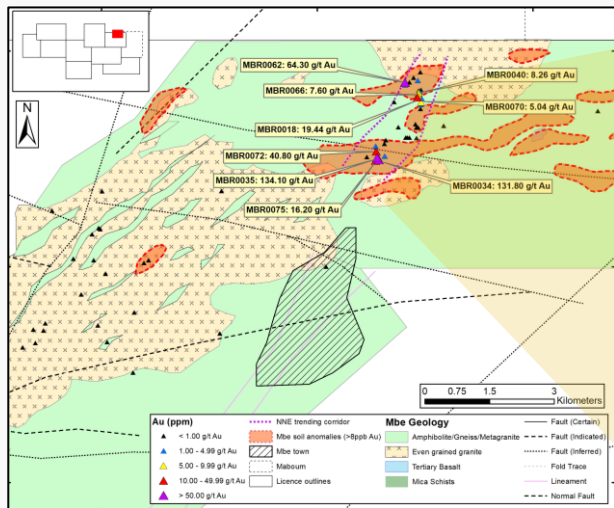 MBR0062: 64.30 g/t Au
MBR0040: 8.26 g/t Au
MBR0066: 7.60 g/t Au
MBR0070: 5.04 g/t Au
MBR0018: 19.44 g/t Au
MBR0072: 40.80 g/t Au
MBR0035: 134.10 g/t Au
MBR0034: 131.80 g/t Au
MBR0075: 16.20 g/t Au
N
0 0.75 1.5 3
Kilometers
Au (ppm)
< 1.00 g/t Au
1.00 - 4.99 g/t Au
5.00 - 9.99 g/t Au
10.00 - 49.99 g/t Au
> 50.00 g/t Au
NNE trending corridor
Mbe soil anomalies (>8ppb Au)
Mbe town
Maboum
Licence outlines
Mbe Geology
Amphibolite/Gneiss/Metagranite
Even grained granite
Tertiary Basalt
Mica Schists
Fault (Certain)
Fault (Indicated)
Fault (Inferred)
Fold Trace
Lineament
Normal Fault